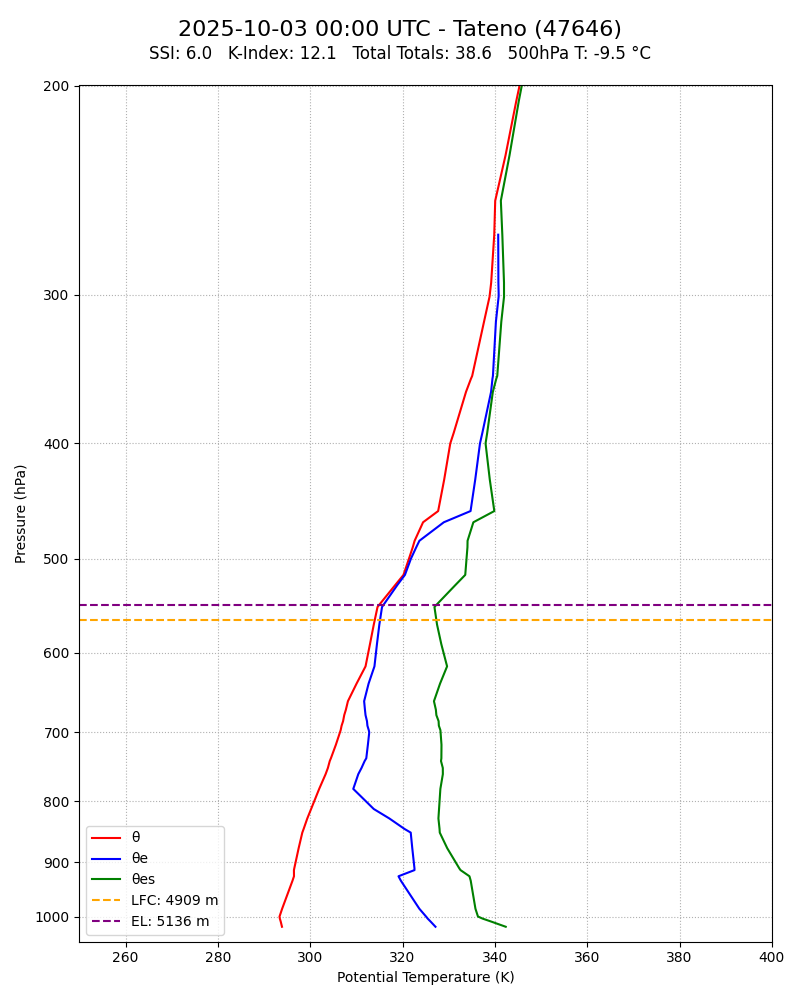 2025-10-03 00:00 UTC - Tateno (47646)
SSI: 6.0   K-Index: 12.1   Total Totals: 38.6   500hPa T: -9.5 °C
200
300
400
500
600
700
800
900
1000
Pressure (hPa)
θ
θe
θes
LFC: 4909 m
EL: 5136 m
260 280 300 320 340 360 380 400
Potential Temperature (K)